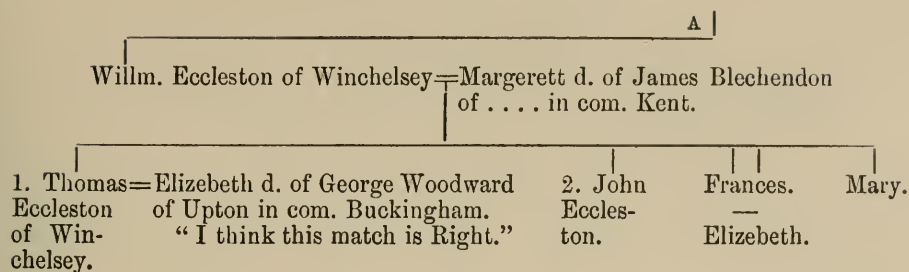 A
Willm. Eccleston of Winchelsey=Margerett d. of James Blechendon
of . . . . in com. Kent.
1. Thomas=Elizebeth d. of George Woodward
Eccleston of Upton in com. Buckingham.
of Win- “ I think this match is Right.”
chelsey.
2. John
Eccles-
ton.
Frances.
—
Elizabeth.
Mary.